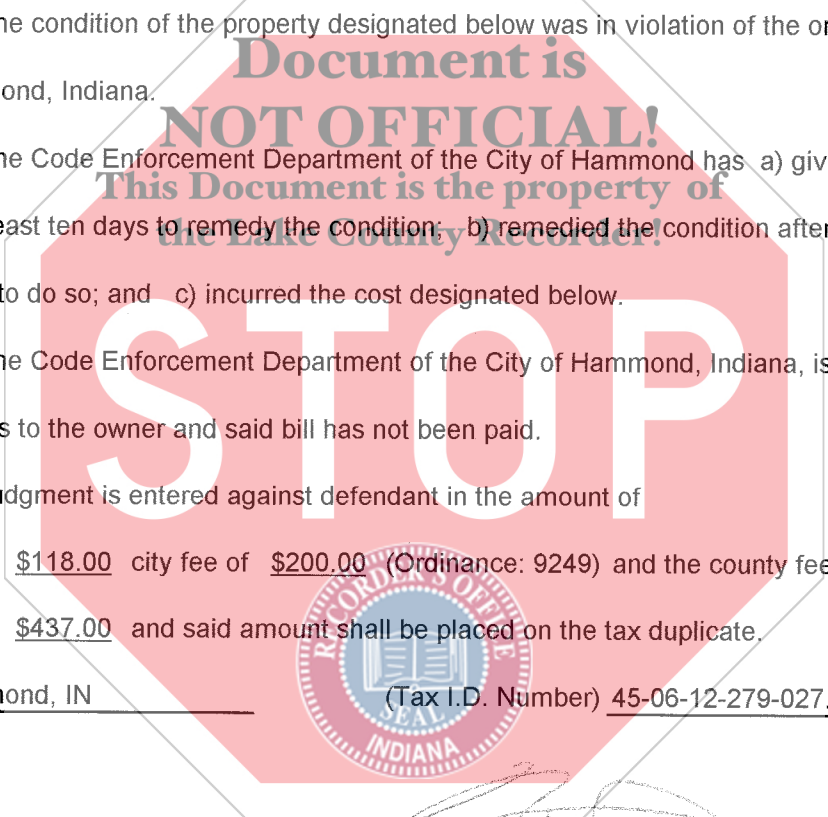 ne condition of the property designated below was in violation of the or
Document is
ond, Indiana.
NOT OFFICIAL!
ne Code Enforcement Department of the City of Hammond has a) giv
This Document is the property of
east ten days to remedy the condition; b) remedied the condition after
the Lake County Recorder!
to do so; and c) incurred the cost designated below.
STOP
ne Code Enforcement Department of the City of Hammond, Indiana, is
s to the owner and said bill has not been paid.
udgment is entered against defendant in the amount of
$118.00 city fee of $200.00 (Ordinance: 9249) and the county fee
$437.00 and said amount shall be placed on the tax duplicate.
RECORDER'S OFFICE
ond, IN (Tax I.D. Number) 45-06-12-279-027.
SEAL
INDIANA